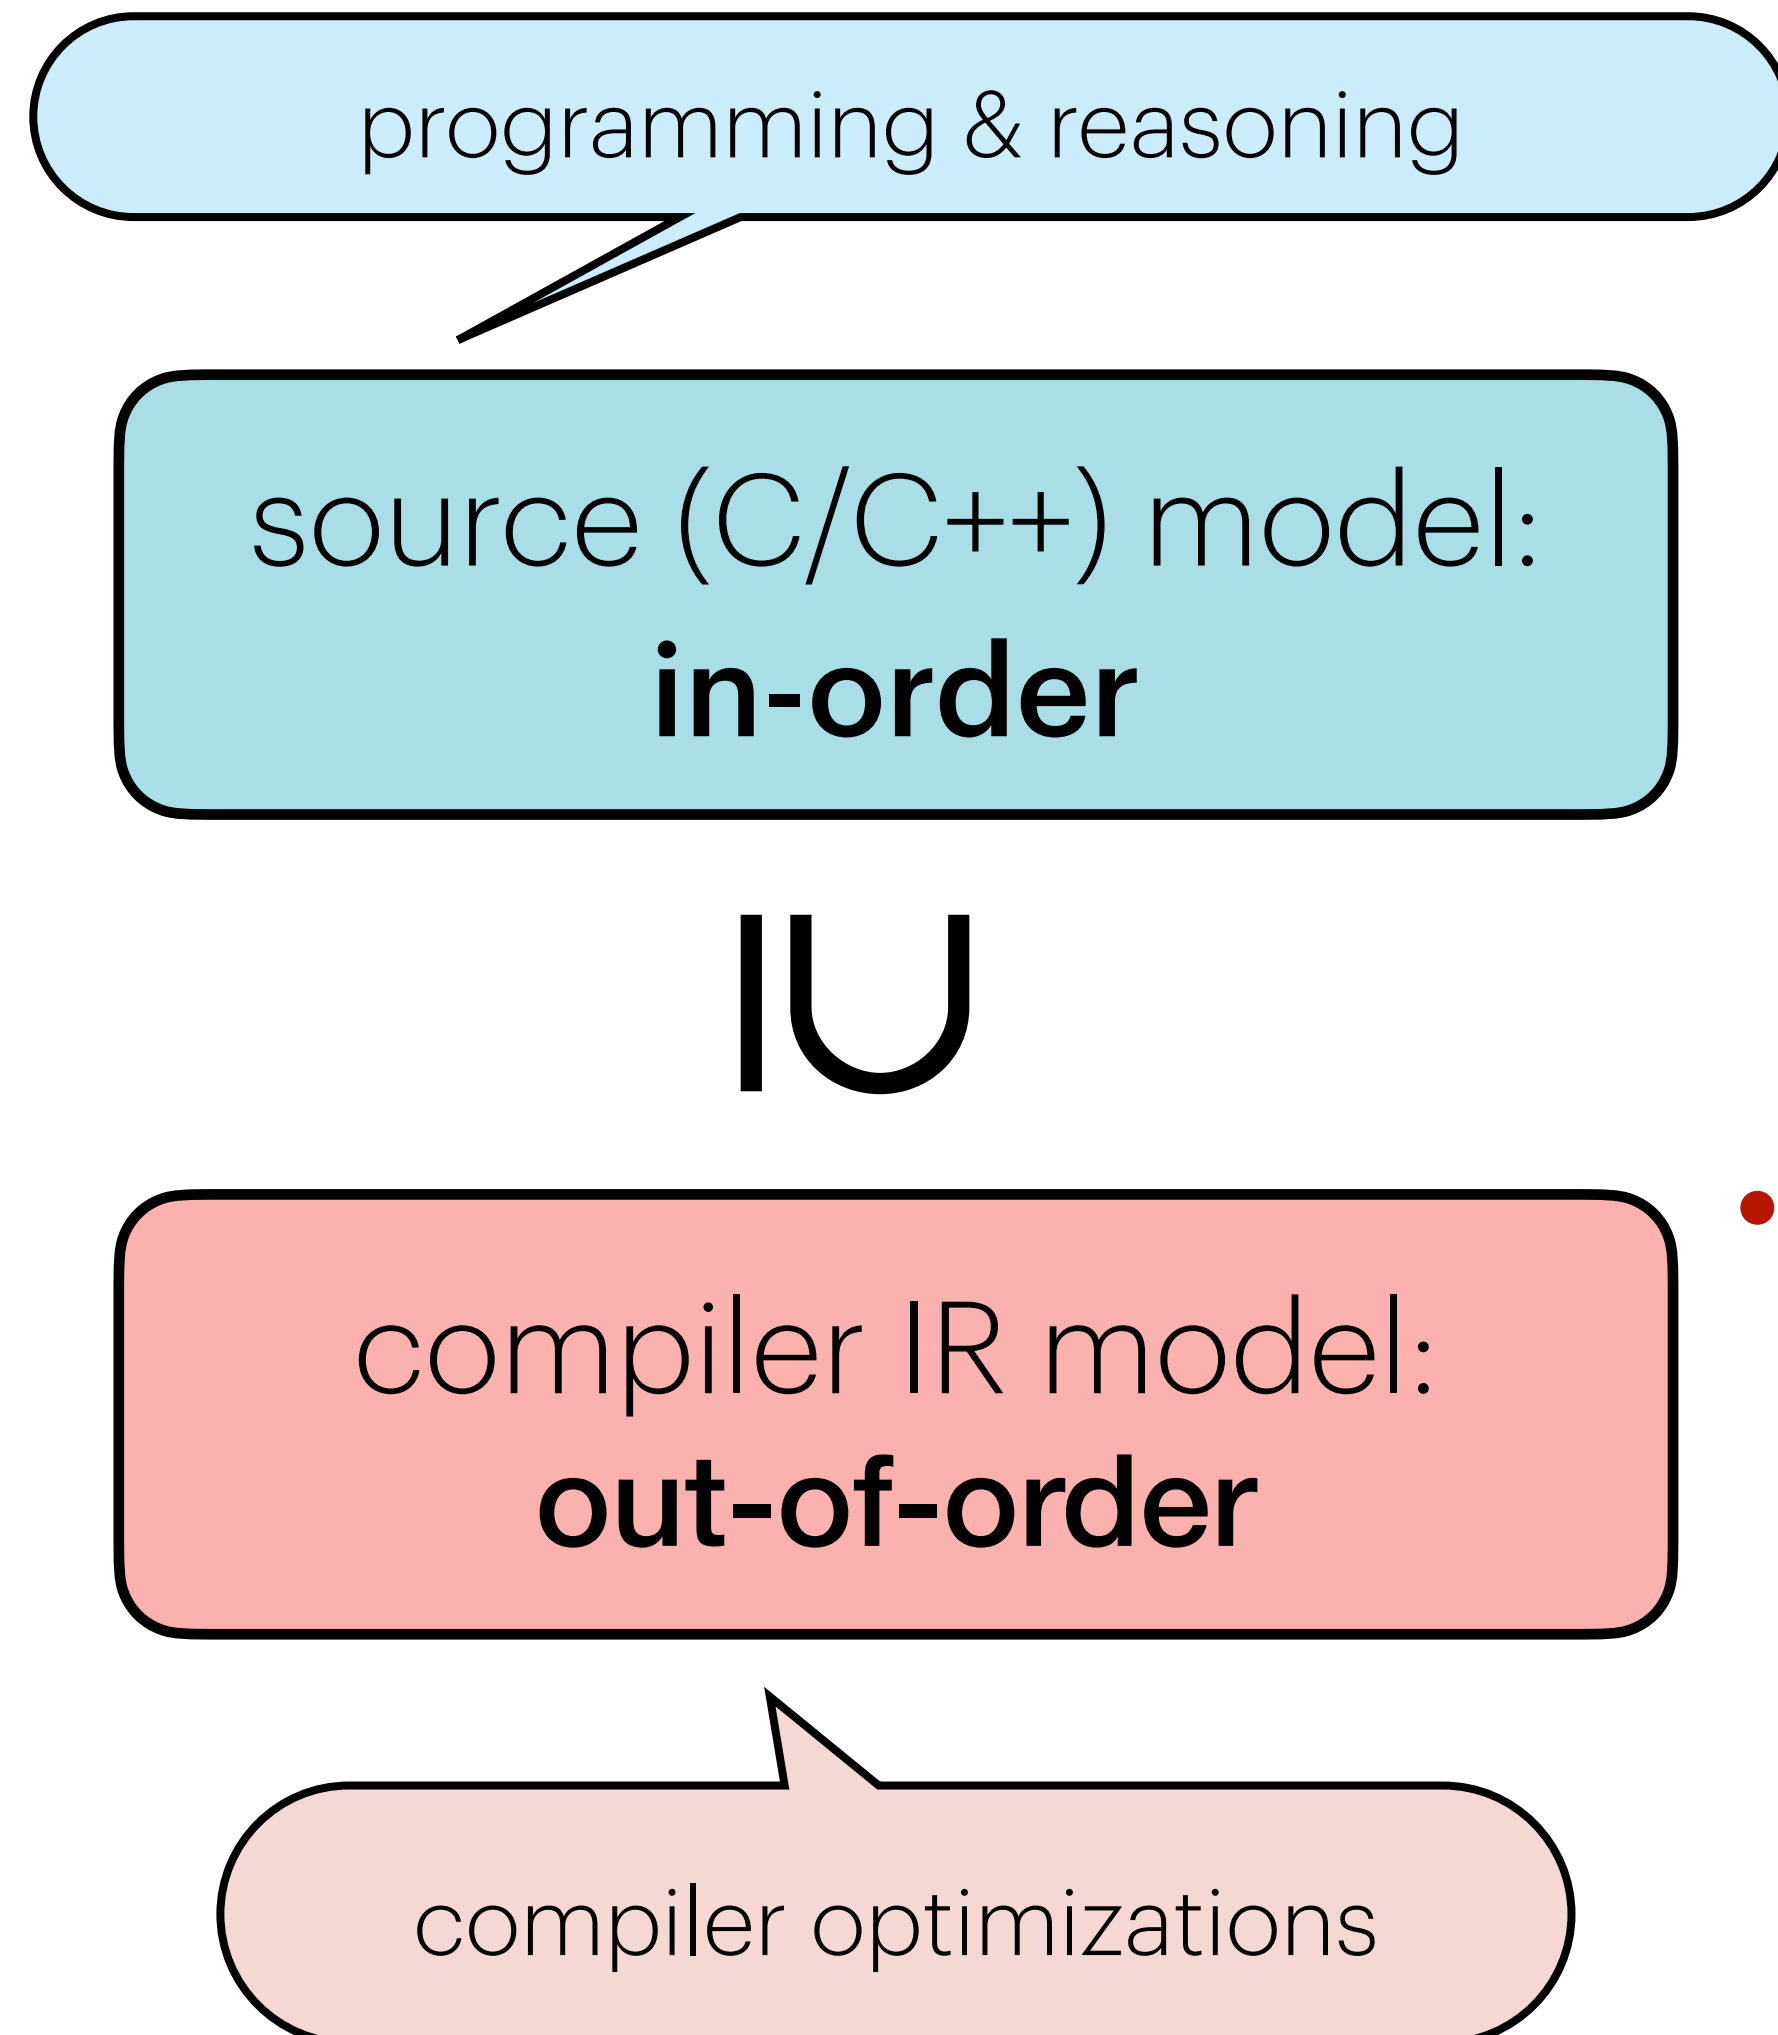 programming & reasoning
source (C/C++) model:
in-order
⊆
compiler IR model:
out-of-order
compiler optimizations